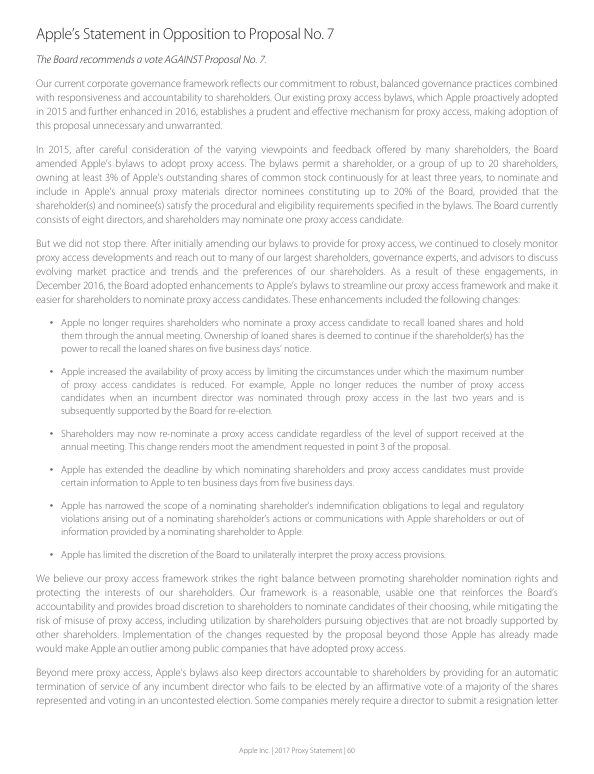 Apple's Statement in Opposition to Proposal No. 7
The Board recommends a vote AGAINST Proposal No. 7.
Our current corporate governance framework reflects our commitment to robust, balanced governance practices combined
with responsiveness and accountability to shareholders. Our existing proxy access bylaws, which Apple proactively adopted
in 2015 and further enhanced in 2016, establishes a prudent and effective mechanism for proxy access, making adoption of
this proposal unnecessary and unwarranted.
In 2015, after careful consideration of the varying viewpoints and feedback offered by many shareholders, the Board
amended Apple's bylaws to adopt proxy access. The bylaws permit a shareholder, or a group of up to 20 shareholders,
owning at least 3% of Apple's outstanding shares of common stock continuously for at least three years, to nominate and
include in Apple's annual proxy materials director nominees constituting up to 20% of the Board, provided that the
shareholder(s) and nominee(s) satisfy the procedural and eligibility requirements specified in the bylaws. The Board currently
consists of eight directors, and shareholders may nominate one proxy access candidate.
But we did not stop there. After initially amending our bylaws to provide for proxy access, we continued to closely monitor
proxy access developments and reach out to many of our largest shareholders, governance experts, and advisors to discuss
evolving market practice and trends and the preferences of our shareholders. As a result of these engagements, in
December 2016, the Board adopted enhancements to Apple's bylaws to streamline our proxy access framework and make it
easier for shareholders to nominate proxy access candidates. These enhancements included the following changes:
• Apple no longer requires shareholders who nominate a proxy access candidate to recall loaned shares and hold
them through the annual meeting. Ownership of loaned shares is deemed to continue if the shareholder(s) has the
power to recall the loaned shares on five business days' notice.
• Apple increased the availability of proxy access by limiting the circumstances under which the maximum number
of proxy access candidates is reduced. For example, Apple no longer reduces the number of proxy access
candidates when an incumbent director was nominated through proxy access in the last two years and is
subsequently supported by the Board for re-election.
• Shareholders may now re-nominate a proxy access candidate regardless of the level of support received at the
annual meeting. This change renders moot the amendment requested in point 3 of the proposal.
• Apple has extended the deadline by which nominating shareholders and proxy access candidates must provide
certain information to Apple to ten business days from five business days.
• Apple has narrowed the scope of a nominating shareholder's indemnification obligations to legal and regulatory
violations arising out of a nominating shareholder's actions or communications with Apple shareholders or out of
information provided by a nominating shareholder to Apple.
• Apple has limited the discretion of the Board to unilaterally interpret the proxy access provisions.
We believe our proxy access framework strikes the right balance between promoting shareholder nomination rights and
protecting the interests of our shareholders. Our framework is a reasonable, usable one that reinforces the Board's
accountability and provides broad discretion to shareholders to nominate candidates of their choosing, while mitigating the
risk of misuse of proxy access, including utilization by shareholders pursuing objectives that are not broadly supported by
other shareholders. Implementation of the changes requested by the proposal beyond those Apple has already made
would make Apple an outlier among public companies that have adopted proxy access.
Beyond mere proxy access, Apple's bylaws also keep directors accountable to shareholders by providing for an automatic
termination of service of any incumbent director who fails to be elected by an affirmative vote of a majority of the shares
represented and voting in an uncontested election. Some companies merely require a director to submit a resignation letter
Apple Inc. | 2017 Proxy Statement | 60